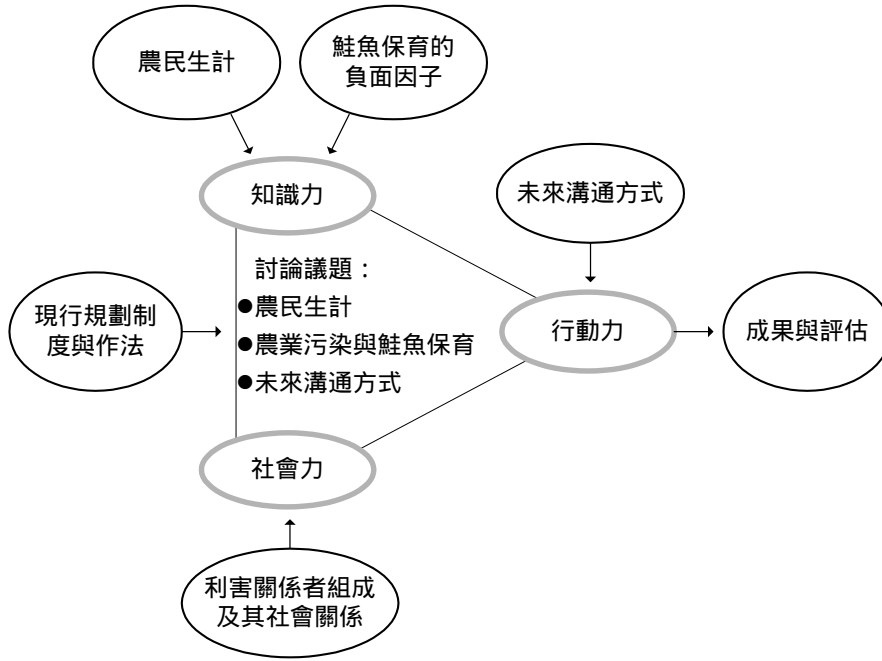 農民生計
鮭魚保育的
負面因子
知識力
未來溝通方式
討論議題：
●農民生計
●農業污染與鮭魚保育
●未來溝通方式
現行規劃制
度與作法
行動力
成果與評估
社會力
利害關係者組成
及其社會關係